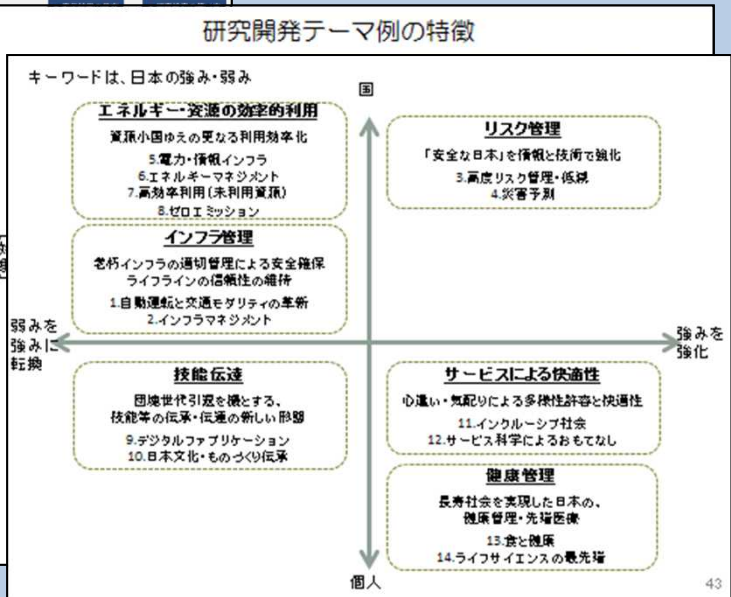 研究開発テーマ例の特徴
キーワードは、日本の強み・弱み
国
エネルギー・資源の効率的利用
資源小国ゆえの更なる利用効率化
5.電力・情報インフラ
6.エネルギーマネジメント
7.高効率利用(未利用資源)
8.ゼロエミッション
リスク管理
「安全な日本」を情報と技術で強化
3.高度リスク管理・低減
4.災害予測
インフラ管理
老朽インフラの適切管理による安全確保
ライフラインの信頼性の維持
1.自動運転と交通モダリティの革新
2.インフラマネジメント
弱みを
強みに
転換
強みを
強化
技能伝達
団塊世代引退を機とする、
技能等の伝承・伝達の新しい形態
9.デジタルファブリケーション
10.日本文化・ものづくり伝承
サービスによる快適性
心遣い・気配りによる多様性許容と快適性
11.インクルーシブ社会
12.サービス科学によるおもてなし
健康管理
長寿社会を実現した日本の、
健康管理・先端医療
13.食と健康
14.ライフサイエンスの最先端
個人
43